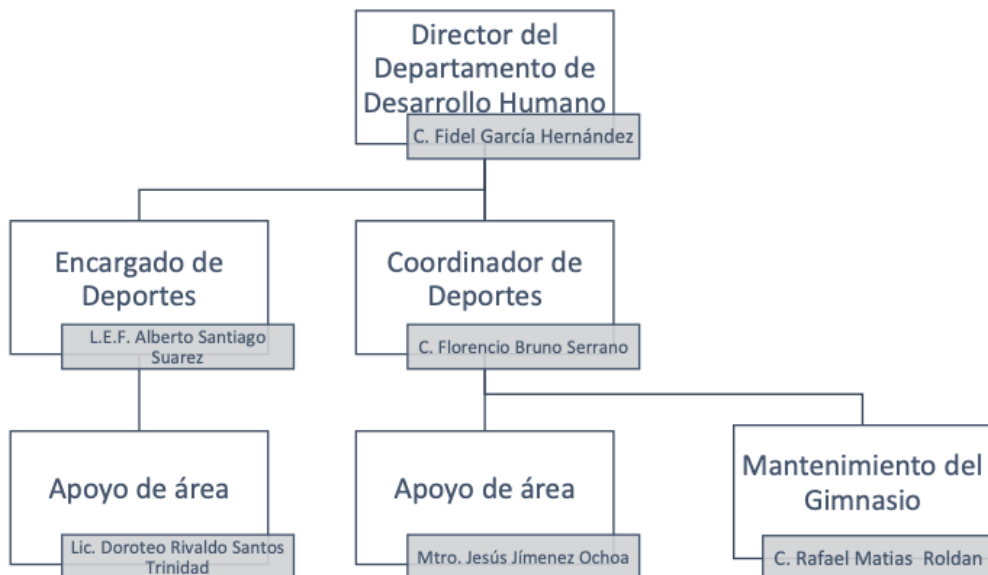 Director del
Departamento de
Desarrollo Humano
C. Fidel García Hernández
Encargado de
Deportes
L.E.F. Alberto Santiago
Suarez
Coordinador de
Deportes
C. Florencio Bruno Serrano
Apoyo de área
Lic. Doroteo Rivaldo Santos
Trinidad
Apoyo de área
Mtro. Jesús Jímenez Ochoa
Mantenimiento del
Gimnasio
C. Rafael Matias Roldan